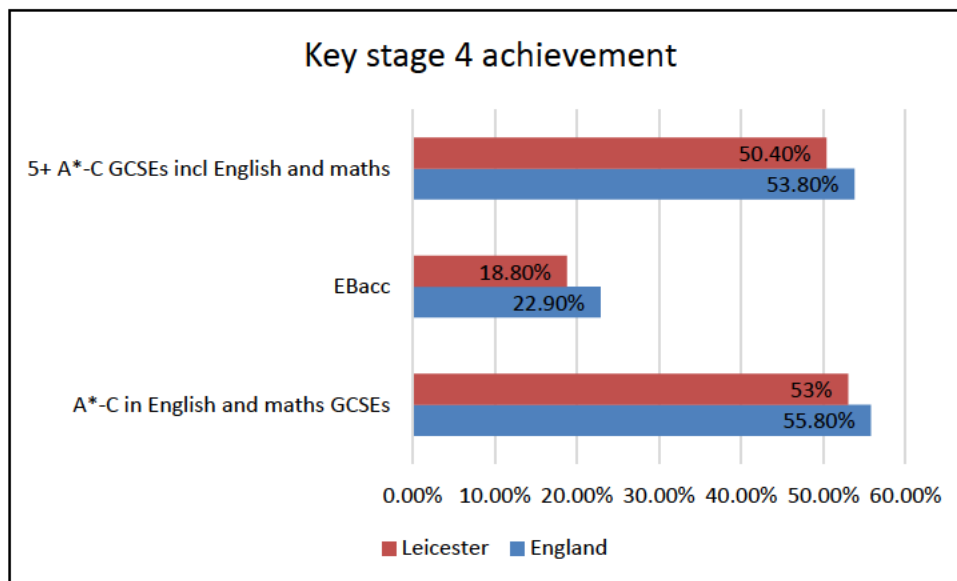 Key stage 4 achievement
5+ A*-C GCSEs incl English and maths
50.40%
53.80%
EBacc
18.80%
22.90%
A*-C in English and maths GCSEs
53%
55.80%
0.00% 10.00% 20.00% 30.00% 40.00% 50.00% 60.00%
Leicester England